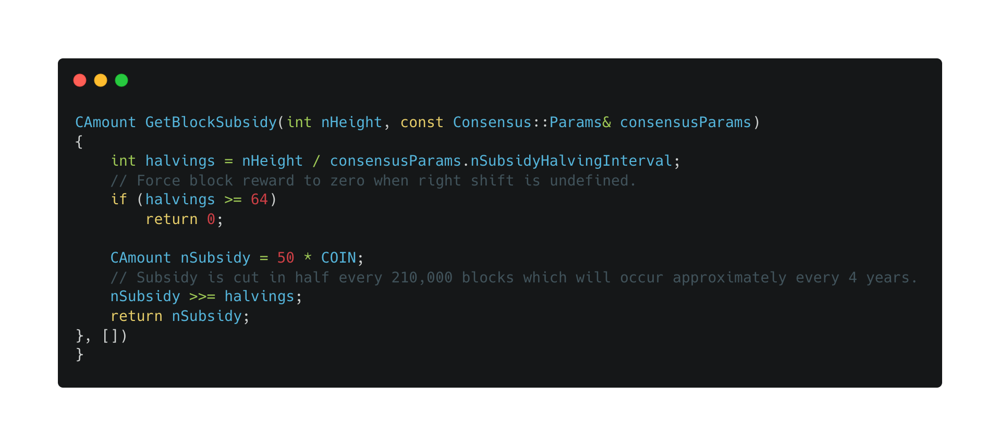 CAmount GetBlockSubsidy(int nHeight, const Consensus::Params& consensusParams)
{
    int halvings = nHeight / consensusParams.nSubsidyHalvingInterval;
    // Force block reward to zero when right shift is undefined.
    if (halvings >= 64)
        return 0;

    CAmount nSubsidy = 50 * COIN;
    // Subsidy is cut in half every 210,000 blocks which will occur approximately every 4 years.
    nSubsidy >>= halvings;
    return nSubsidy;
}, [])
}